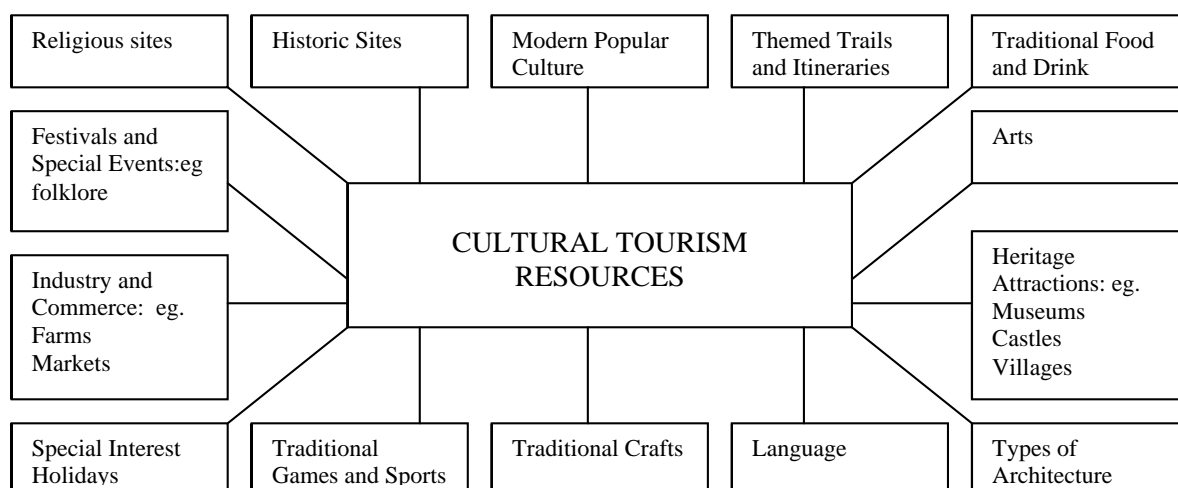 Religious sites
Historic Sites
Modern Popular
Culture
Themed Trails
and Itineraries
Traditional Food
and Drink
Festivals and
Special Events:eg
folklore
Arts
CULTURAL TOURISM
RESOURCES
Industry and
Commerce:  eg.
Farms
Markets
Heritage
Attractions: eg.
Museums
Castles
Villages
Special Interest
Holidays
Traditional
Games and Sports
Traditional Crafts
Language
Types of
Architecture